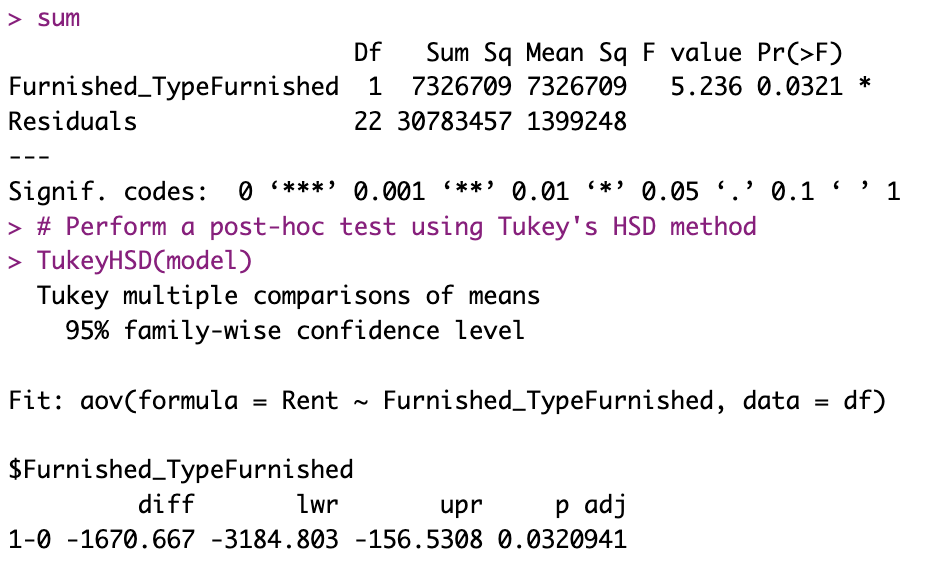 > sum
                        Df   Sum Sq Mean Sq F value Pr(>F)
Furnished_TypeFurnished  1  7326709 7326709   5.236 0.0321 *
Residuals               22 30783457 1399248
---
Signif. codes:  0 ‘***’ 0.001 ‘**’ 0.01 ‘*’ 0.05 ‘.’ 0.1 ‘ ’ 1
> # Perform a post-hoc test using Tukey's HSD method
> TukeyHSD(model)
  Tukey multiple comparisons of means
    95% family-wise confidence level

Fit: aov(formula = Rent ~ Furnished_TypeFurnished, data = df)

$Furnished_TypeFurnished
         diff       lwr       upr     p adj
1-0 -1670.667 -3184.803 -156.5308 0.0320941